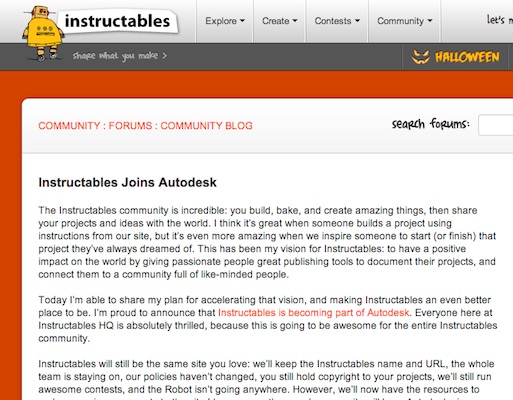 instructables
Explore
Create
Contests
Community
let's m
share what you make >
HALLOWEEN
COMMUNITY : FORUMS : COMMUNITY BLOG
search forums:
Instructables Joins Autodesk
The Instructables community is incredible: you build, bake, and create amazing things, then share
your projects and ideas with the world. I think it's great when someone builds a project using
instructions from our site, but it's even more amazing when we inspire someone to start (or finish) that
project they've always dreamed of. This has been my vision for Instructables: to have a positive
impact on the world by giving passionate people great publishing tools to document their projects, and
connect them to a community full of like-minded people.
Today I'm able to share my plan for accelerating that vision, and making Instructables an even better
place to be. I'm proud to announce that Instructables is becoming part of Autodesk. Everyone here at
Instructables HQ is absolutely thrilled, because this is going to be awesome for the entire Instructables
community.
Instructables will still be the same site you love: we'll keep the Instructables name and URL, the whole
team is staying on, our policies haven't changed, you still hold copyright to your projects, we'll still run
awesome contests, and the Robot isn't going anywhere. However, we'll now have the resources to